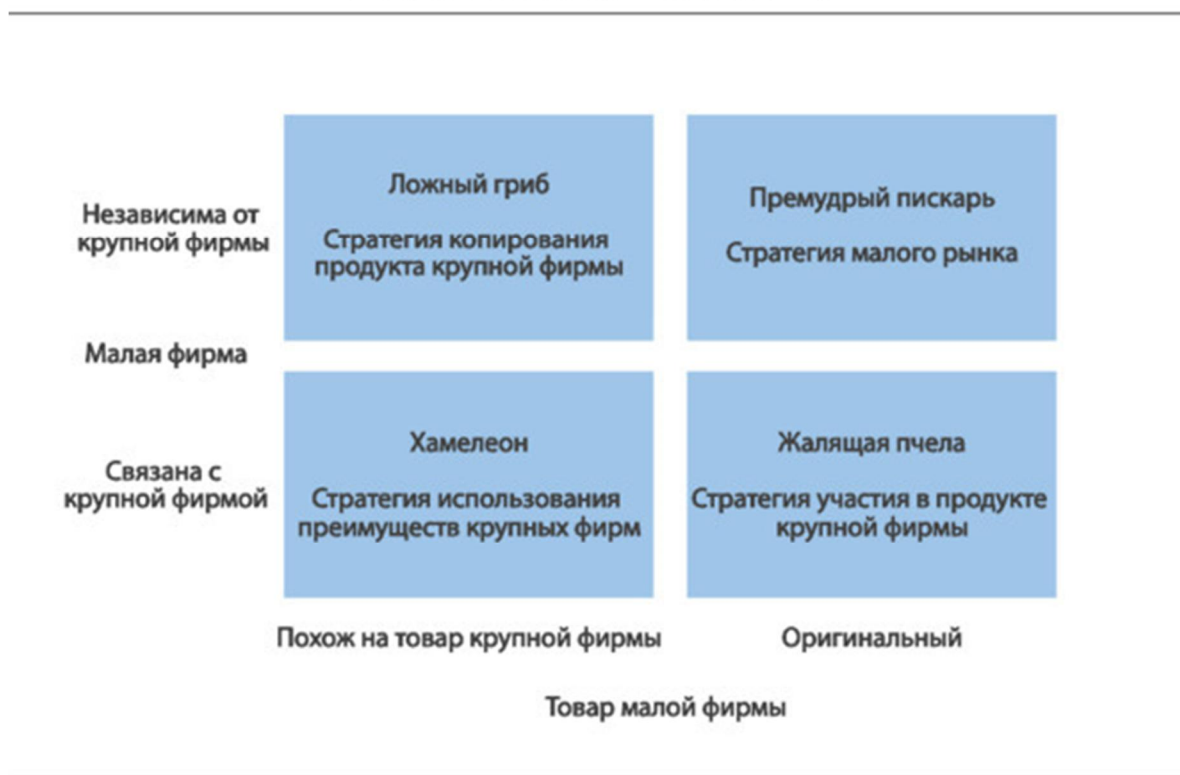 Независима от
крупной фирмы
Ложный гриб
Стратегия копирования
продукта крупной фирмы
Премудрый пискарь
Стратегия малого рынка
Малая фирма
Связана с
крупной фирмой
Хамелеон
Стратегия использования
преимуществ крупных фирм
Жалящая пчела
Стратегия участия в продукте
крупной фирмы
Похож на товар крупной фирмы
Оригинальный
Товар малой фирмы